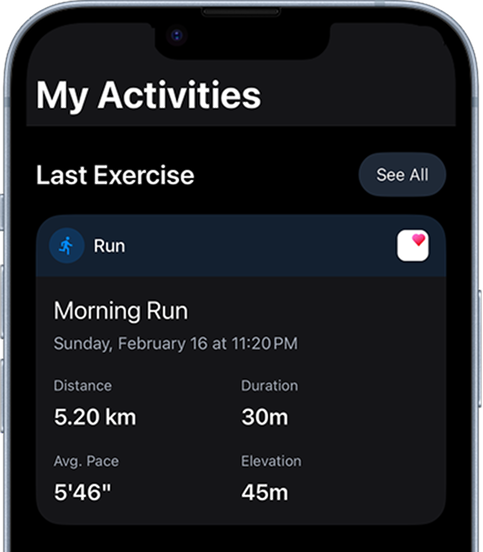 My Activities
Last Exercise
See All
Run
Morning Run
Sunday, February 16 at 11:20 PM
Distance
Duration
5.20 km
30m
Avg. Pace
Elevation
5'46"
45m